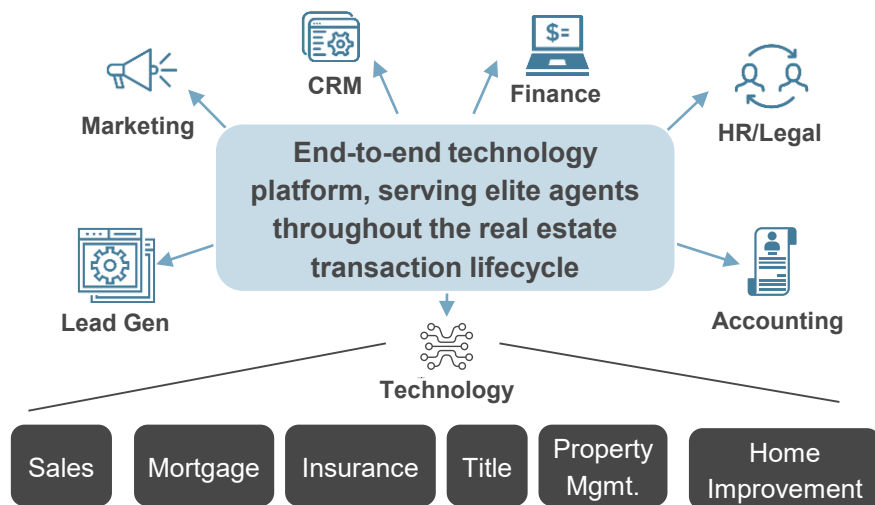 CRM
$=
Finance
Marketing
HR/Legal
End-to-end technology
platform, serving elite agents
throughout the real estate
transaction lifecycle
Lead Gen
Accounting
Technology
Sales
Mortgage
Insurance
Title
Property
Mgmt.
Home
Improvement